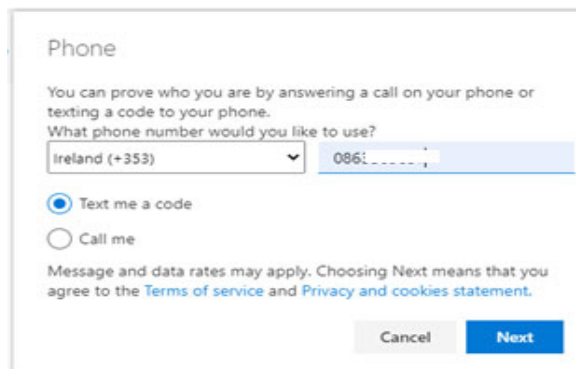 Phone
You can prove who you are by answering a call on your phone or
texting a code to your phone.
What phone number would you like to use?
Ireland (+353)
Text me a code
Call me
Message and data rates may apply. Choosing Next means that you
agree to the Terms of service and Privacy and cookies statement.
Cancel Next